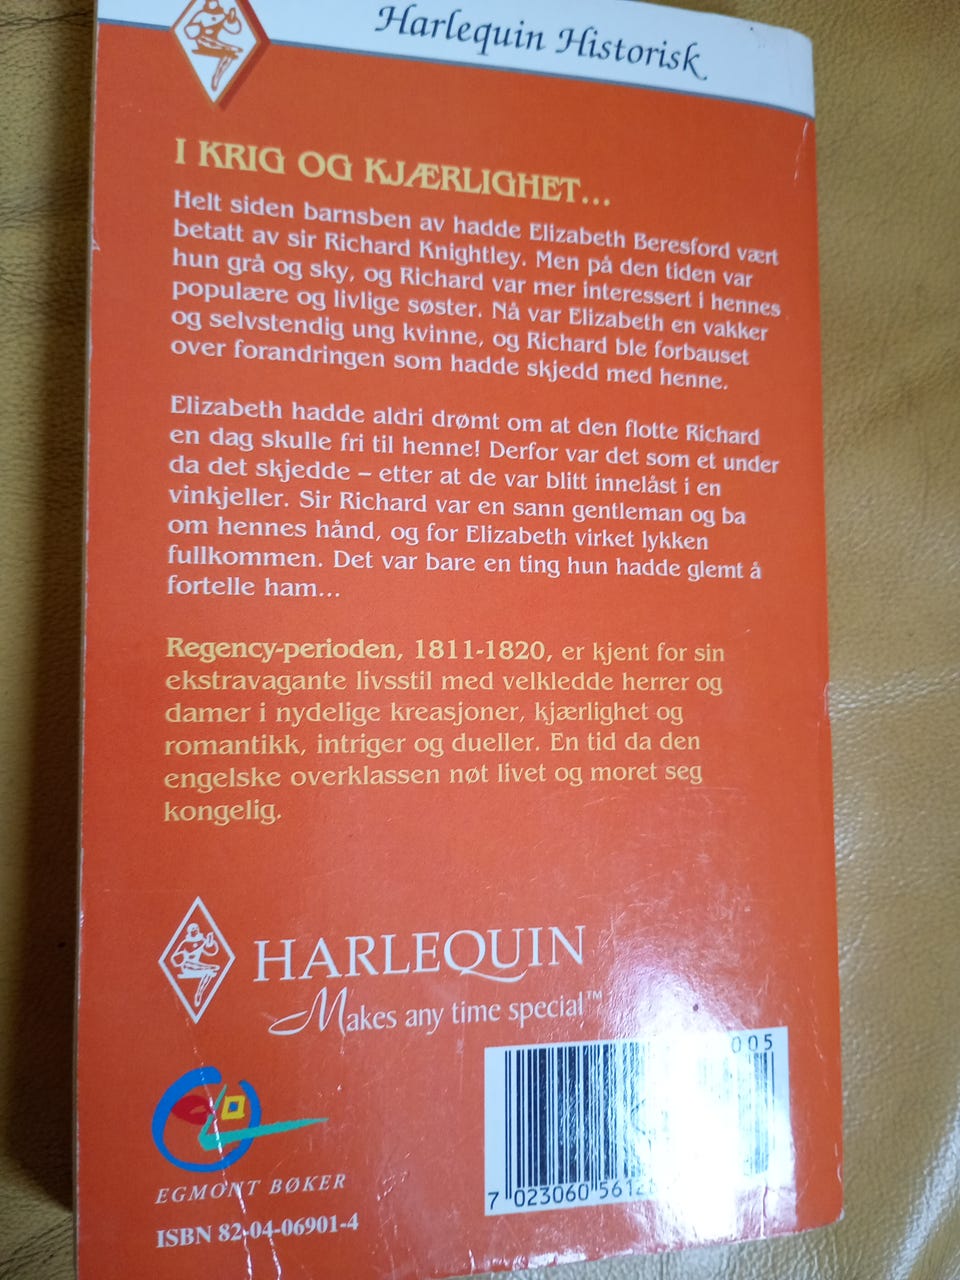 Harlequin Historisk
I KRIG OG KJÆRLIGHET...
Helt siden barnsben av hadde Elizabeth Beresford vært
betatt av sir Richard Knightley. Men på den tiden var
hun grå og sky, og Richard var mer interessert i hennes
populære og livlige søster. Nå var Elizabeth en vakker
og selvstendig ung kvinne, og Richard ble forbauset
over forandringen som hadde skjedd med henne.
Elizabeth hadde aldri drømt om at den flotte Richard
en dag skulle fri til henne! Derfor var det som et under
da det skjedde – etter at de var blitt innelåst i en
vinkjeller. Sir Richard var en sann gentleman og ba
om hennes hånd, og for Elizabeth virket lykken
fullkommen. Det var bare en ting hun hadde glemt å
fortelle ham...
Regency-perioden, 1811-1820, er kjent for sin
ekstravagante livsstil med velkledde herrer og
damer i nydelige kreasjoner, kjærlighet og
romantikk, intriger og dueller. En tid da den
engelske overklassen nøt livet og moret seg
kongelig.
HARLEQUIN
Makes any time special™
005
7 023060 5612
EGMONT BØKER
ISBN 82-04-06901-4